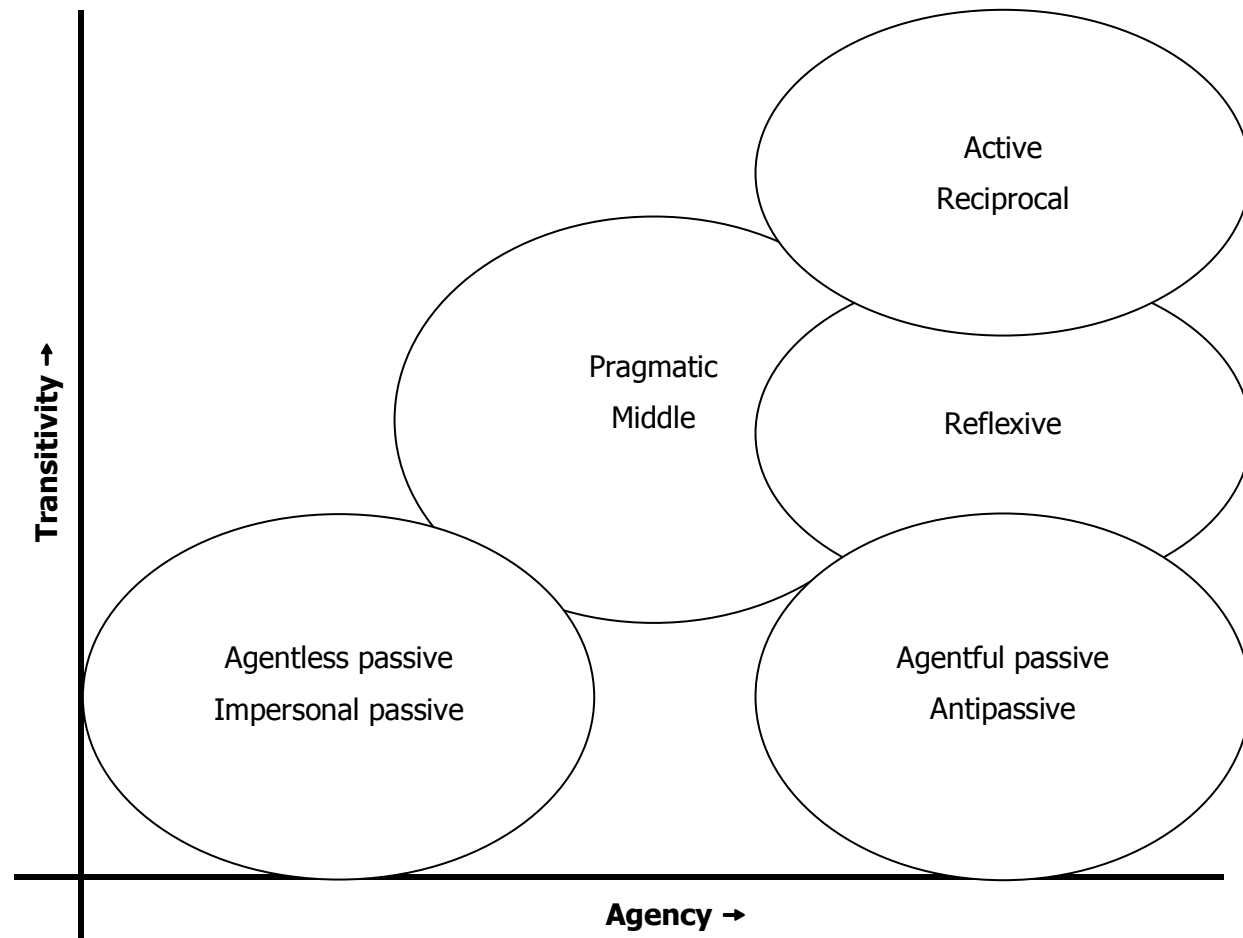 Active
Reciprocal
Pragmatic
Middle
Reflexive
Transitivity →
Agentless passive
Impersonal passive
Agentful passive
Antipassive
Agency →